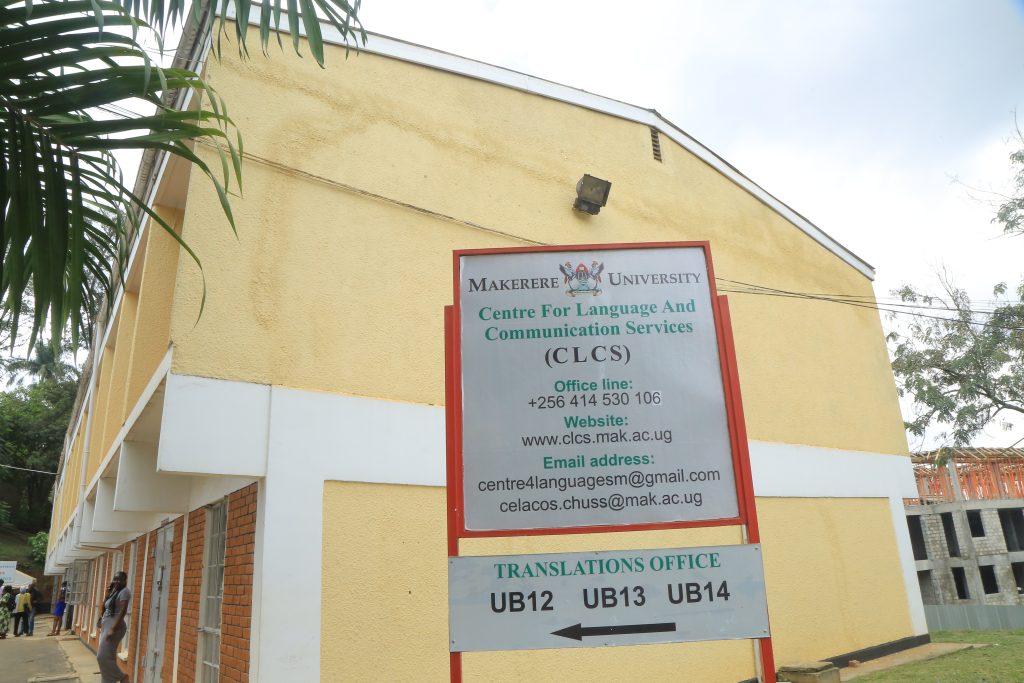 MAKERERE UNIVERSITY
Centre For Language And
Communication Services
(CLCS)
Office line:
+256 414 530 106
Website:
www.clcs.mak.ac.ug
Email address:
centre4languagesm@gmail.com
celacos.chuss@mak.ac.ug
TRANSLATIONS OFFICE
UB12 UB13 UB14